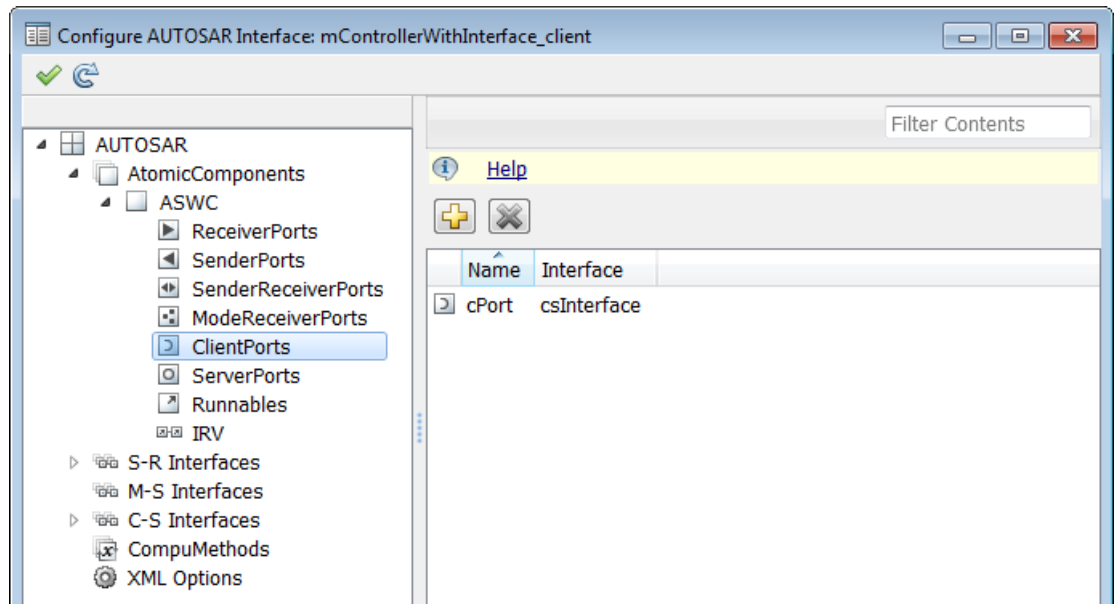 Configure AUTOSAR Interface: mControllerWithInterface_client
Filter Contents
AUTOSAR
AtomicComponents
ASWC
ReceiverPorts
SenderPorts
SenderReceiverPorts
ModeReceiverPorts
ClientPorts
ServerPorts
Runnables
IRV
S-R Interfaces
M-S Interfaces
C-S Interfaces
CompuMethods
XML Options
Help
Name Interface
cPort csInterface